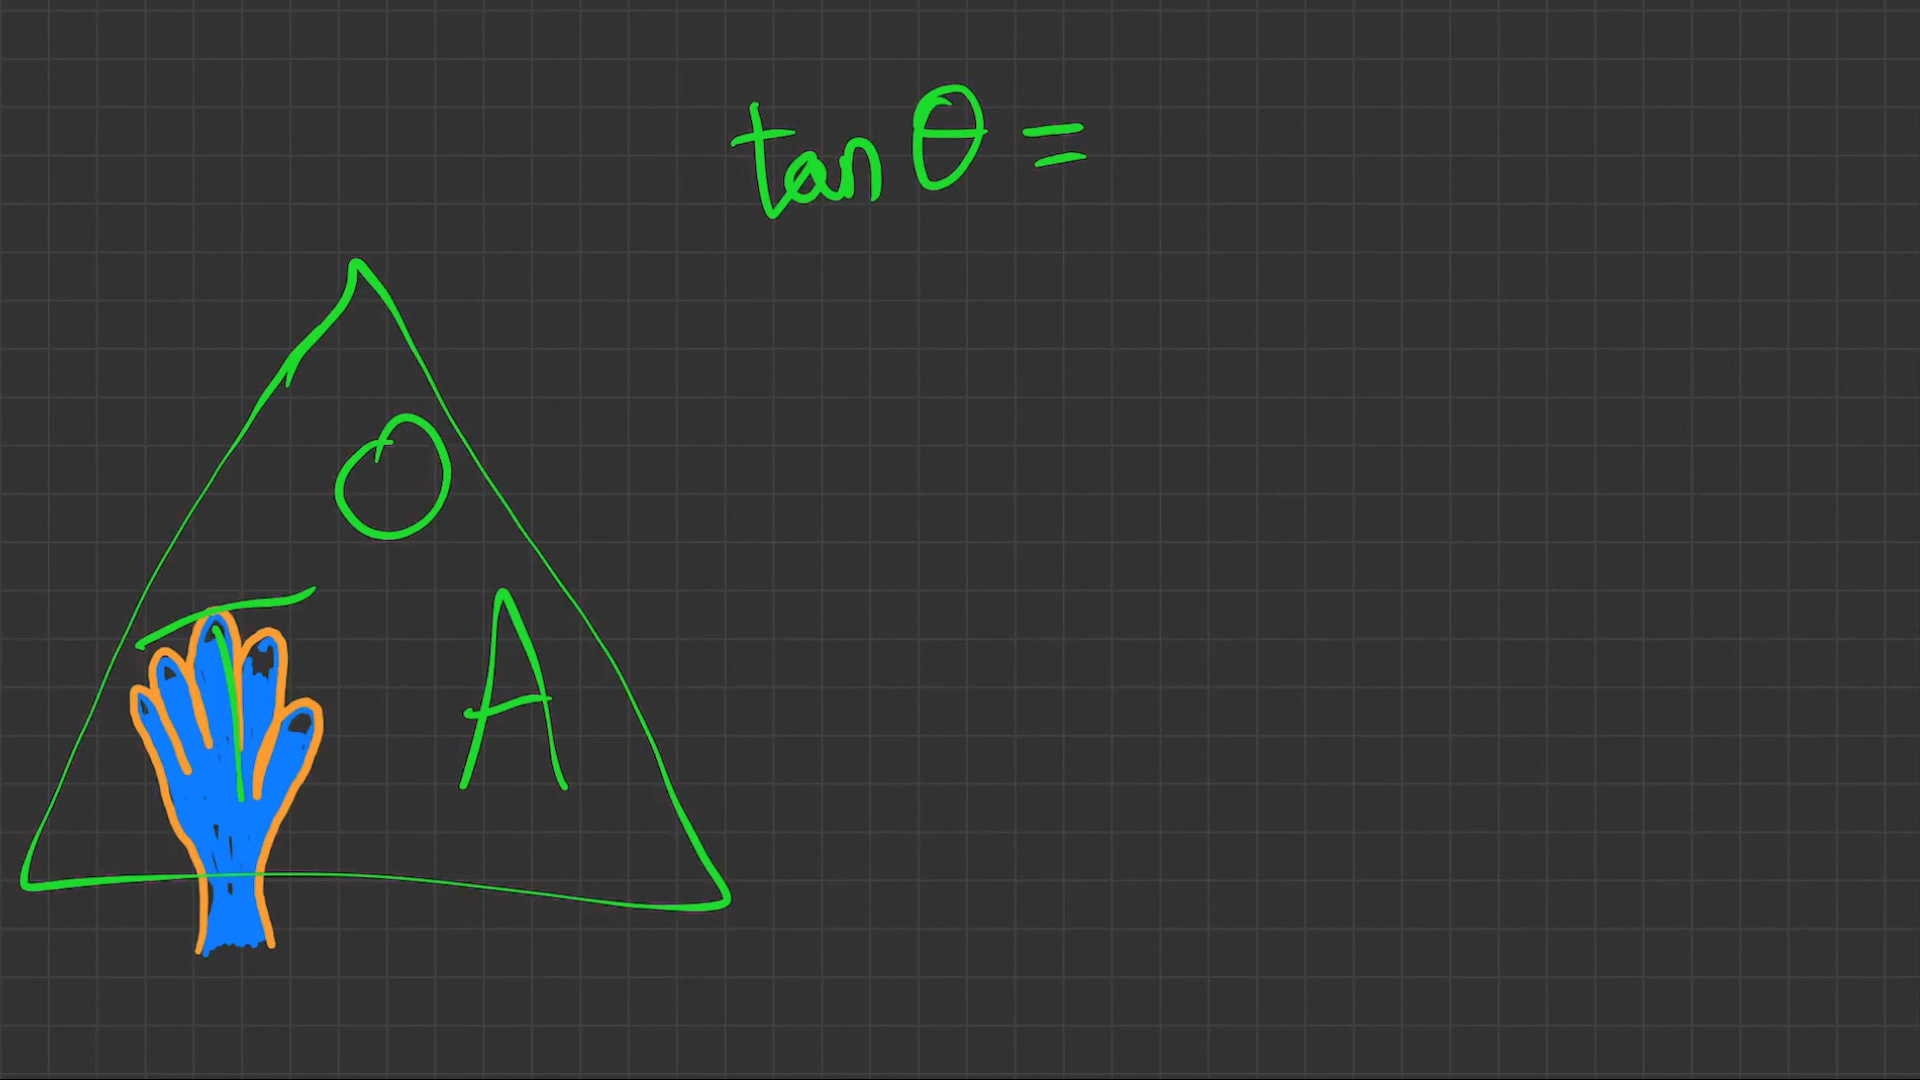 tan θ =
O
T A